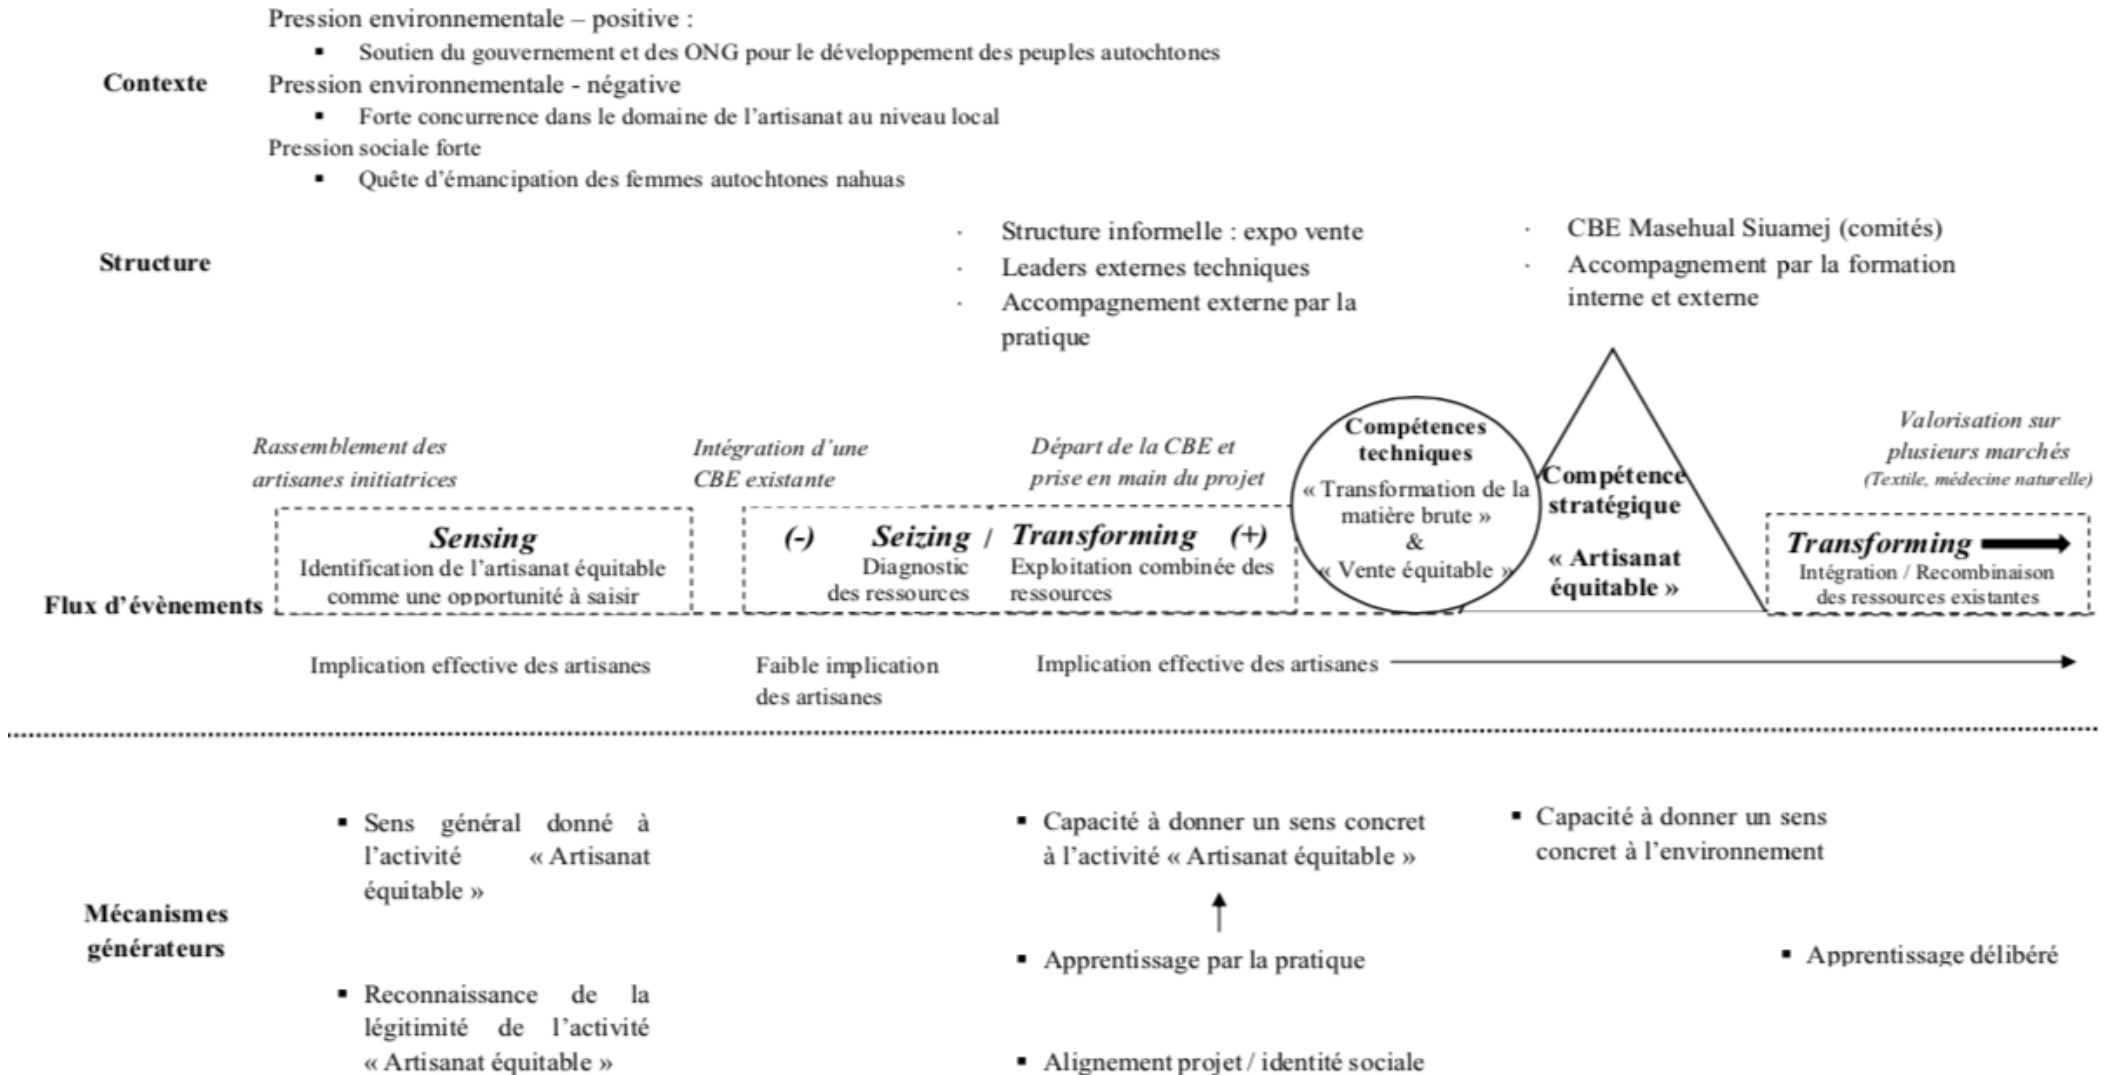 Pression environnementale – positive :
▪ Soutien du gouvernement et des ONG pour le développement des peuples autochtones
Contexte
Pression environnementale - négative
▪ Forte concurrence dans le domaine de l’artisanat au niveau local
Pression sociale forte
▪ Quête d’émancipation des femmes autochtones nahuas
Structure
· Structure informelle : expo vente
· Leaders externes techniques
· Accompagnement externe par la
pratique
· CBE Masehual Siuamej (comités)
· Accompagnement par la formation
interne et externe
Flux d’évènements
Rassemblement des
artisanes initiatrices
Sensing
Identification de l’artisanat équitable
comme une opportunité à saisir
Intégration d’une
CBE existante
Départ de la CBE et
prise en main du projet
(-) Seizing / Transforming (+)
Diagnostic
des ressources
Exploitation combinée des
ressources
Compétences
techniques
« Transformation de la
matière brute »
&
« Vente équitable »
Compétence
stratégique
« Artisanat
équitable »
Valorisation sur
plusieurs marchés
(Textile, médecine naturelle)
Transforming
Intégration / Recombinaison
des ressources existantes
Implication effective des artisanes
Faible implication
des artisanes
Implication effective des artisanes
Mécanismes
générateurs
▪ Sens général donné à
l’activité « Artisanat
équitable »
▪ Reconnaissance de la
légitimité de l’activité
« Artisanat équitable »
▪ Capacité à donner un sens concret
à l’activité « Artisanat équitable »
▪ Apprentissage par la pratique
▪ Alignement projet / identité sociale
▪ Capacité à donner un sens
concret à l’environnement
▪ Apprentissage délibéré